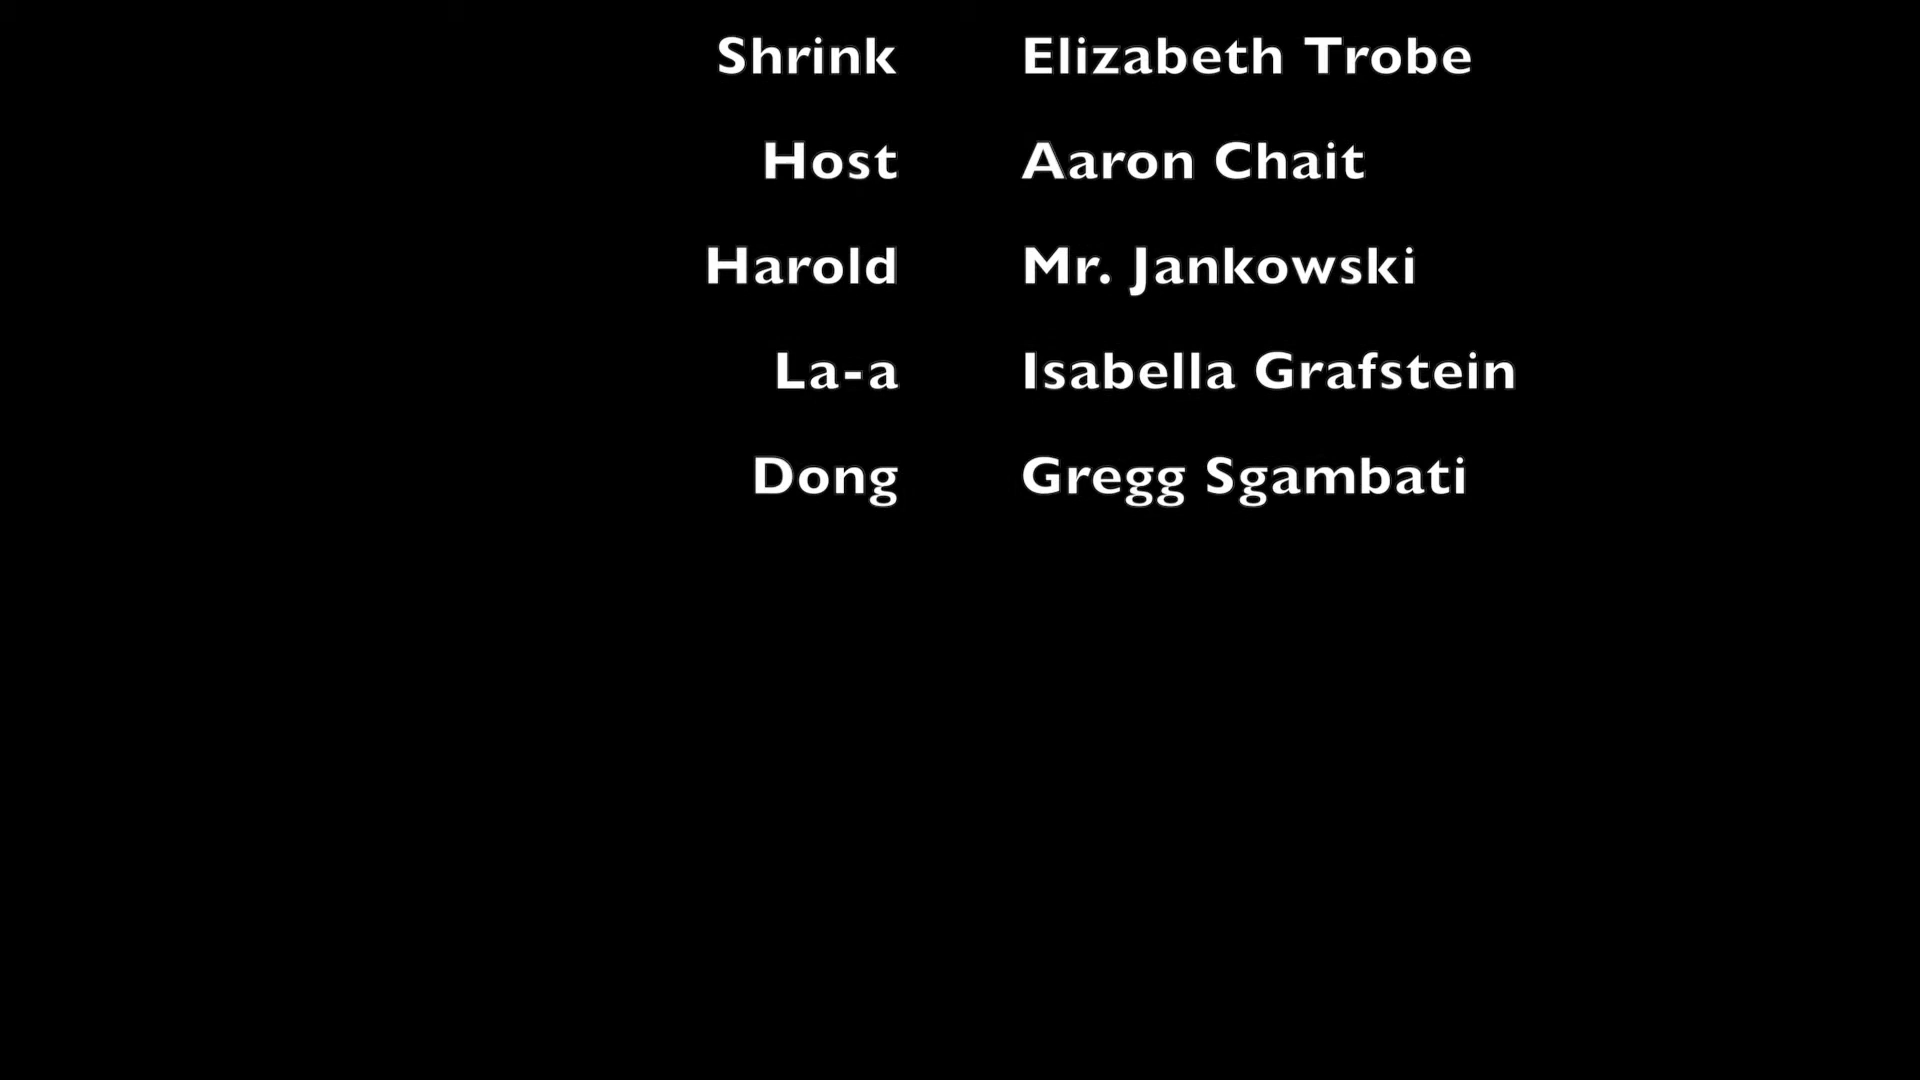 Shrink Elizabeth Trobe
Host Aaron Chait
Harold Mr. Jankowski
La-a Isabella Grafstein
Dong Gregg Sgambati